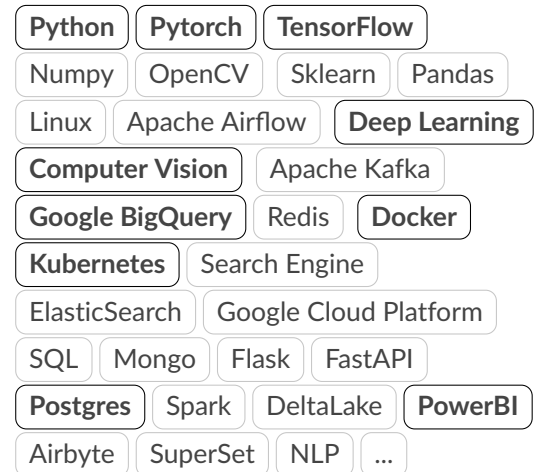 Python Pytorch TensorFlow
Numpy OpenCV Sklearn Pandas
Linux Apache Airflow Deep Learning
Computer Vision Apache Kafka
Google BigQuery Redis Docker
Kubernetes Search Engine
ElasticSearch Google Cloud Platform
SQL Mongo Flask FastAPI
Postgres Spark DeltaLake PowerBI
Airbyte SuperSet NLP ...